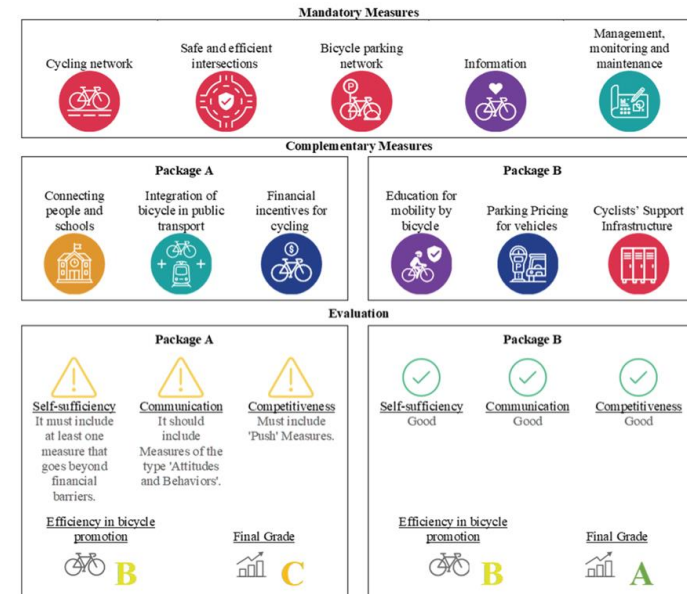 Mandatory Measures
Cycling network
Safe and efficient
intersections
Bicycle parking
network
Information
Management,
monitoring and
maintenance
P
Complementary Measures
Package A
Connecting
people and
schools
Integration of
bicycle in public
transport
Financial
incentives for
cycling
$
Package B
Education for
mobility by
bicycle
Parking Pricing
for vehicles
Cyclists' Support
Infrastructure
P
Evaluation
Package A
Self-sufficiency
It must include
at least one
measure that
goes beyond
financial
barriers.
Communication
It should
include
Measures of the
type 'Attitudes
and Behaviors'.
Competitiveness
Must include
'Push' Measures.
Efficiency in bicycle
promotion
B
Final Grade
C
Package B
Self-sufficiency
Good
Communication
Good
Competitiveness
Good
Efficiency in bicycle
promotion
B
Final Grade
A